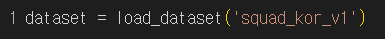 1 dataset = load_dataset('squad_kor_v1')